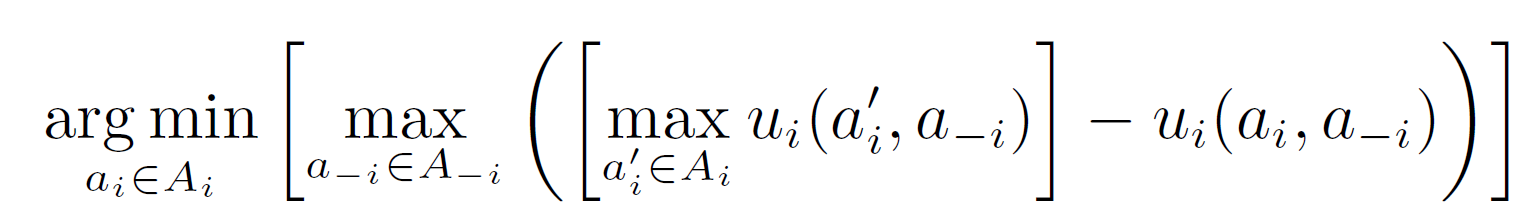 arg min_{a_i∈A_i} [ max_{a_{−i}∈A_{−i}} ( [ max_{a′_i∈A_i} u_i(a′_i, a_{−i}) ] − u_i(a_i, a_{−i}) ) ]